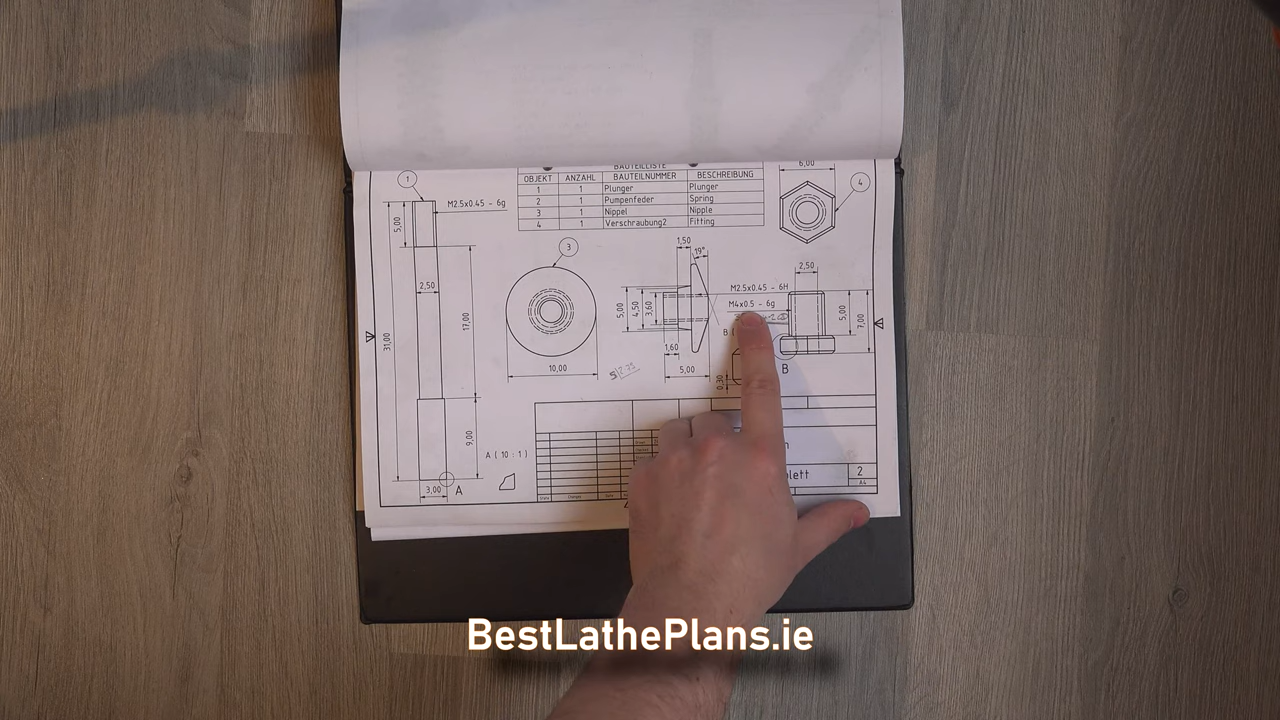 BAUTEILLISTE
OBJEKT ANZAHL BAUTEILNUMMER BESCHREIBUNG
1 1 Plunger Plunger
2 1 Pumpenfeder Spring
3 1 Nippel Nipple
4 1 Verschraubung2 Fitting
6,00
4
1
M2.5x0.45 - 6g
5,00
2,50
17,00
31,00
9,00
3,00
A
A ( 10 : 1 )
3
10,00
1,50
19°
5,00
4,50
3,60
1,60
5,00
M2.5x0.45 - 6H
M4x0.5 - 6g
2,50
5,00
7,00
B (
B
0,30
2
A4
BestLathePlans.ie